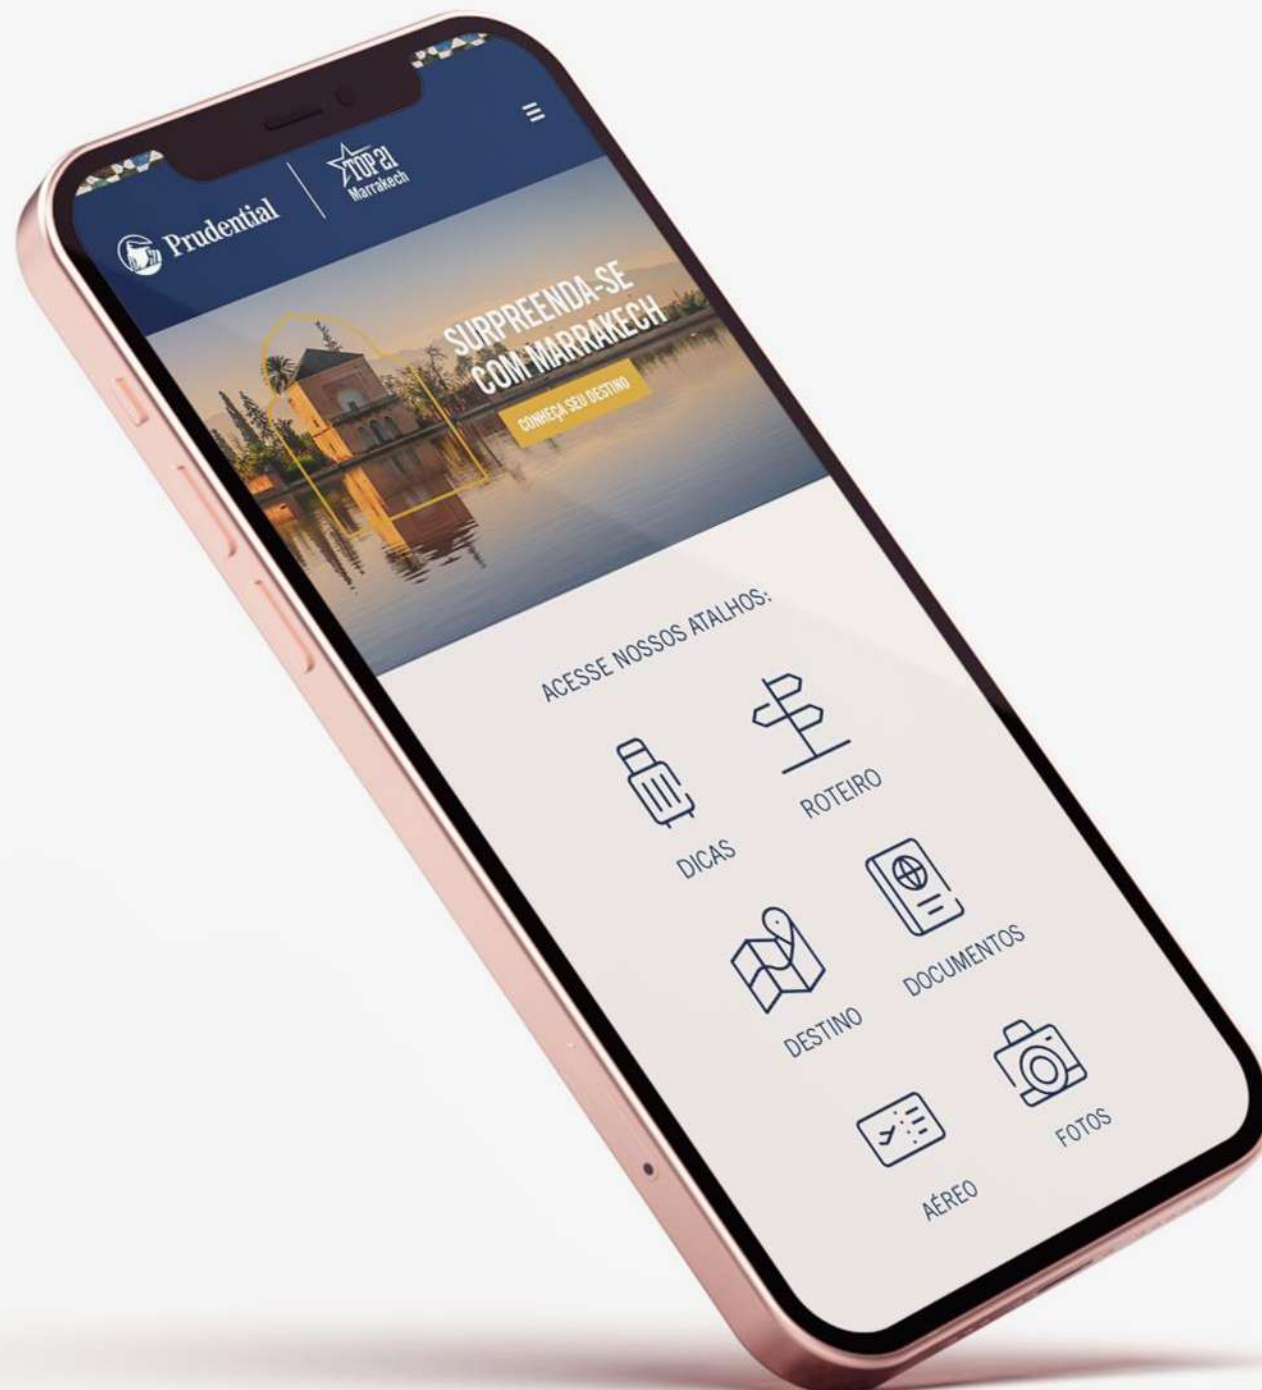 Prudential
TOP 21
Marrakech
SURPREENDA-SE
COM MARRAKECH
CONHEÇA SEU DESTINO
ACESSE NOSSOS ATALHOS:
DICAS
ROTEIRO
DESTINO
DOCUMENTOS
AÉREO
FOTOS